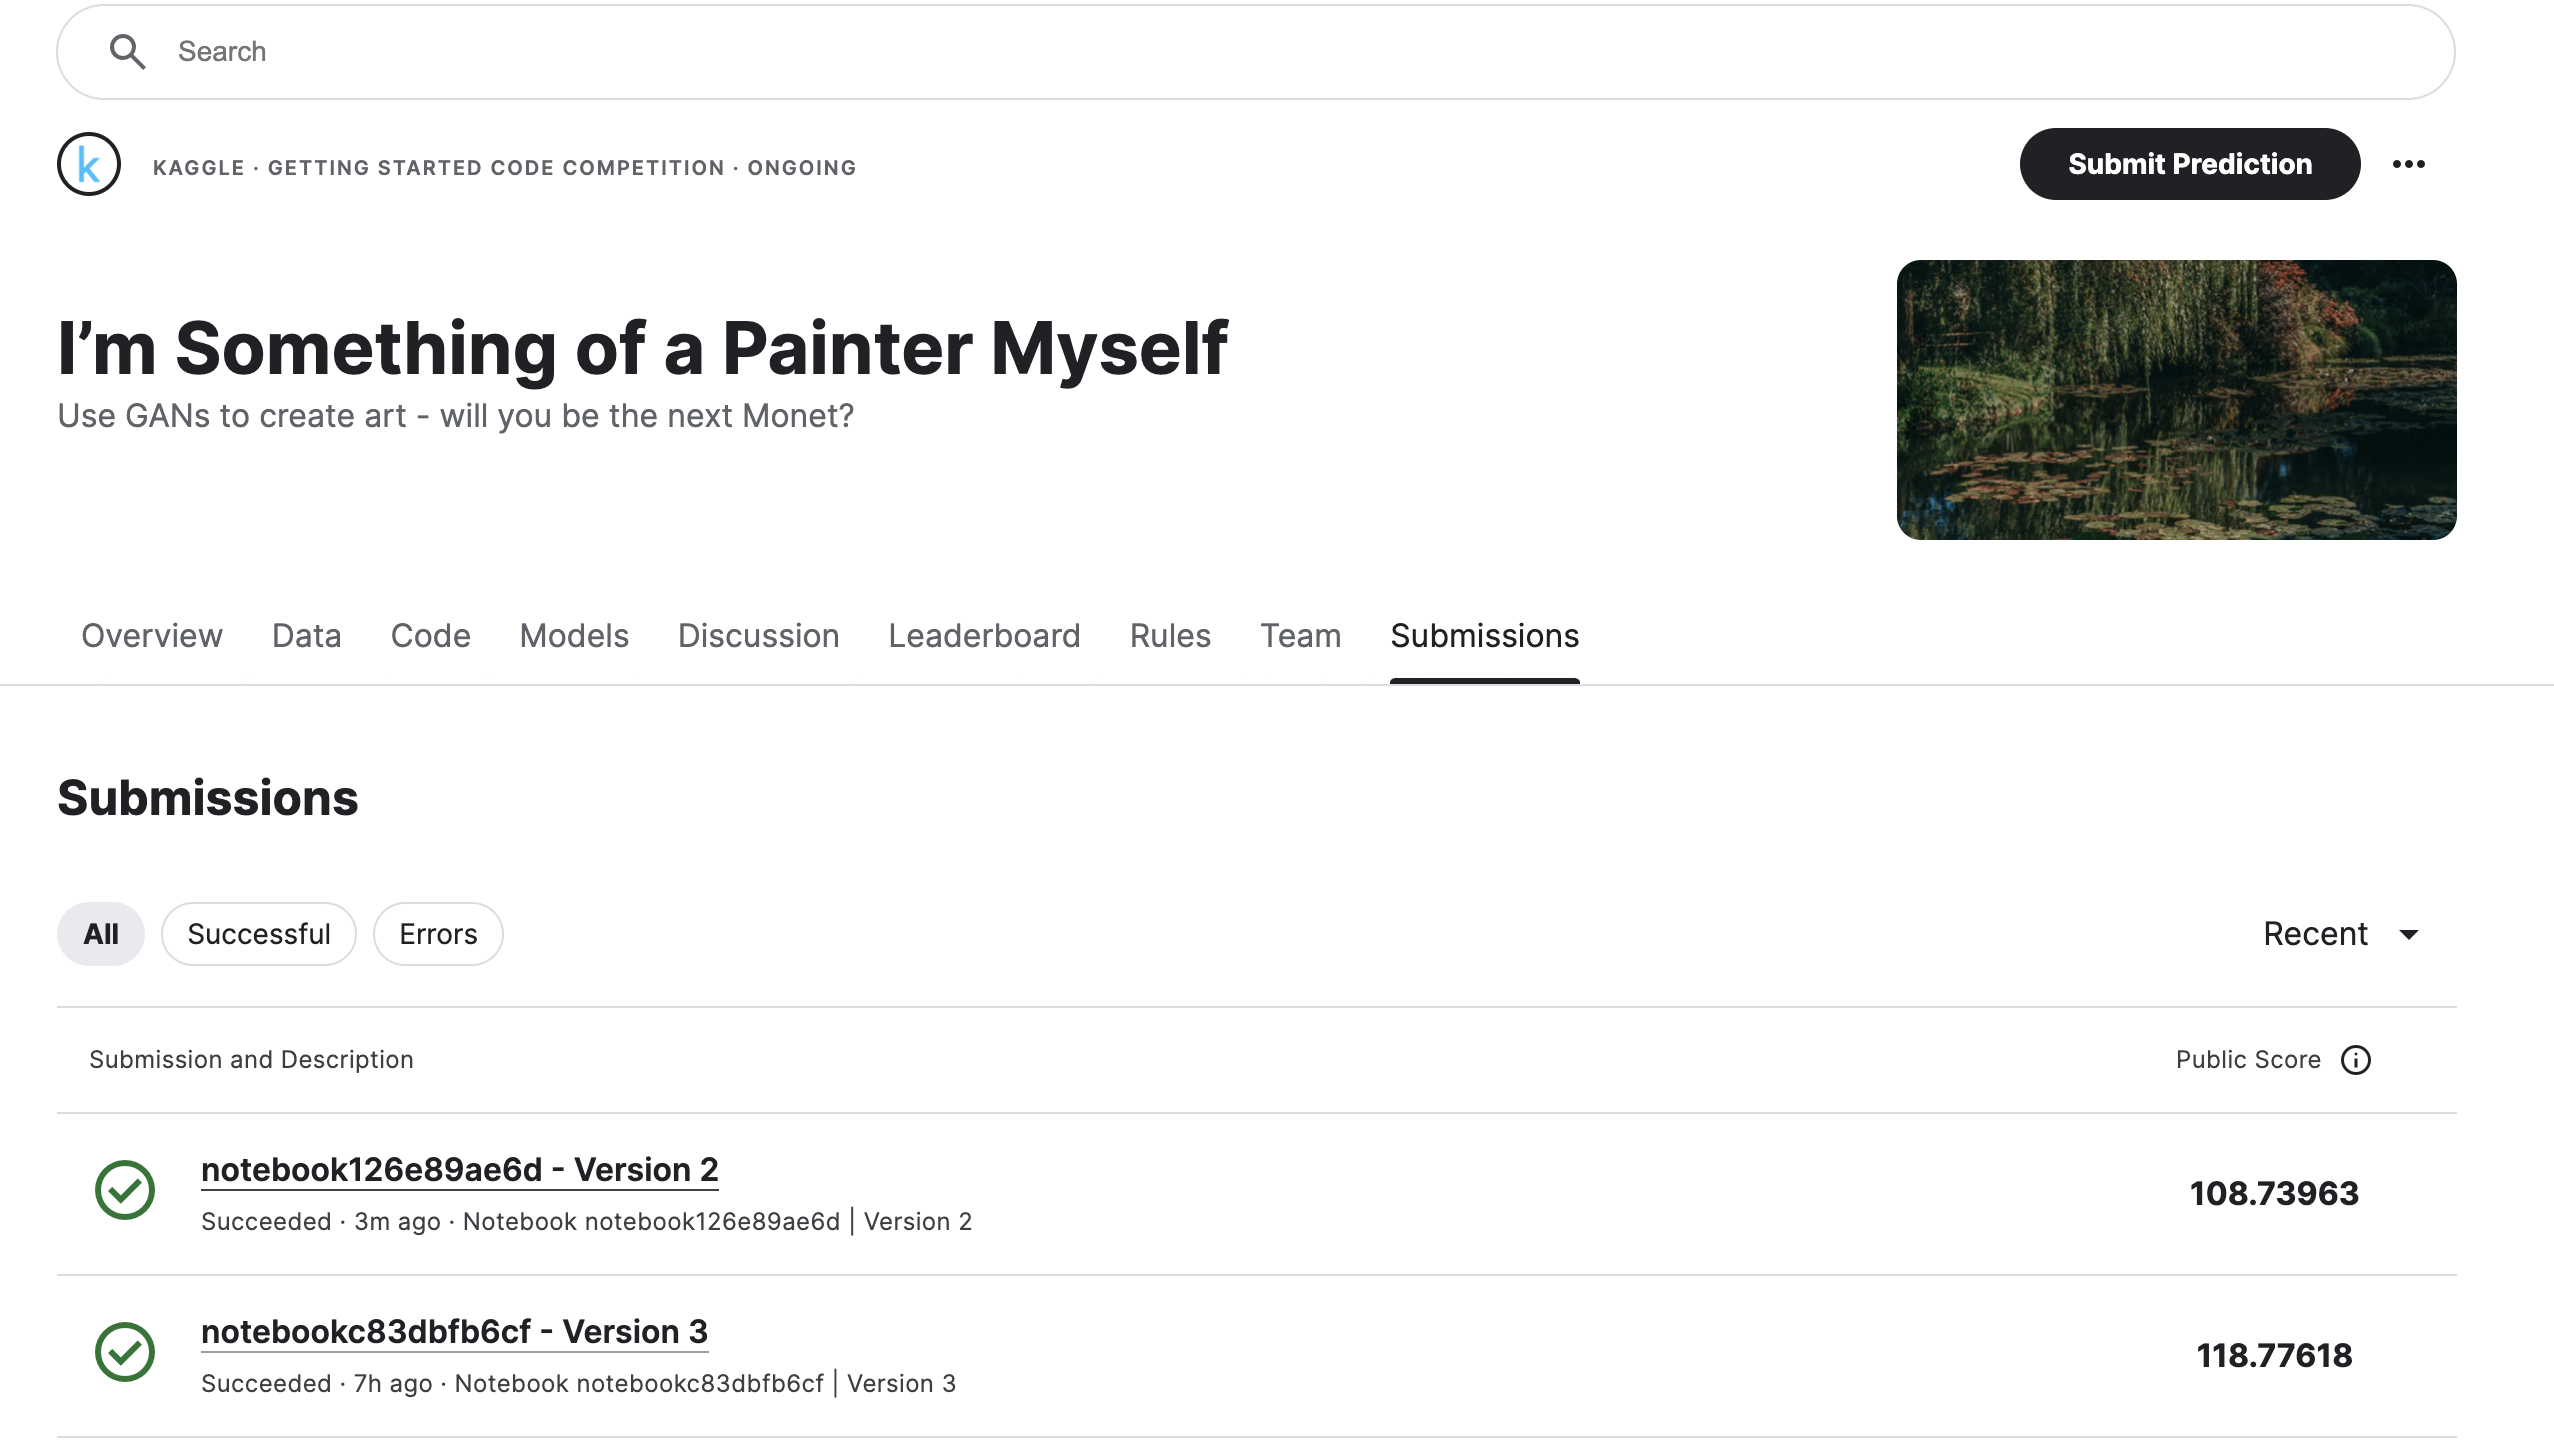 Search
k KAGGLE · GETTING STARTED CODE COMPETITION · ONGOING
Submit Prediction
I’m Something of a Painter Myself
Use GANs to create art - will you be the next Monet?
Overview Data Code Models Discussion Leaderboard Rules Team Submissions
Submissions
All Successful Errors
Recent
Submission and Description
Public Score
notebook126e89ae6d - Version 2
Succeeded · 3m ago · Notebook notebook126e89ae6d | Version 2
108.73963
notebookc83dbfb6cf - Version 3
Succeeded · 7h ago · Notebook notebookc83dbfb6cf | Version 3
118.77618